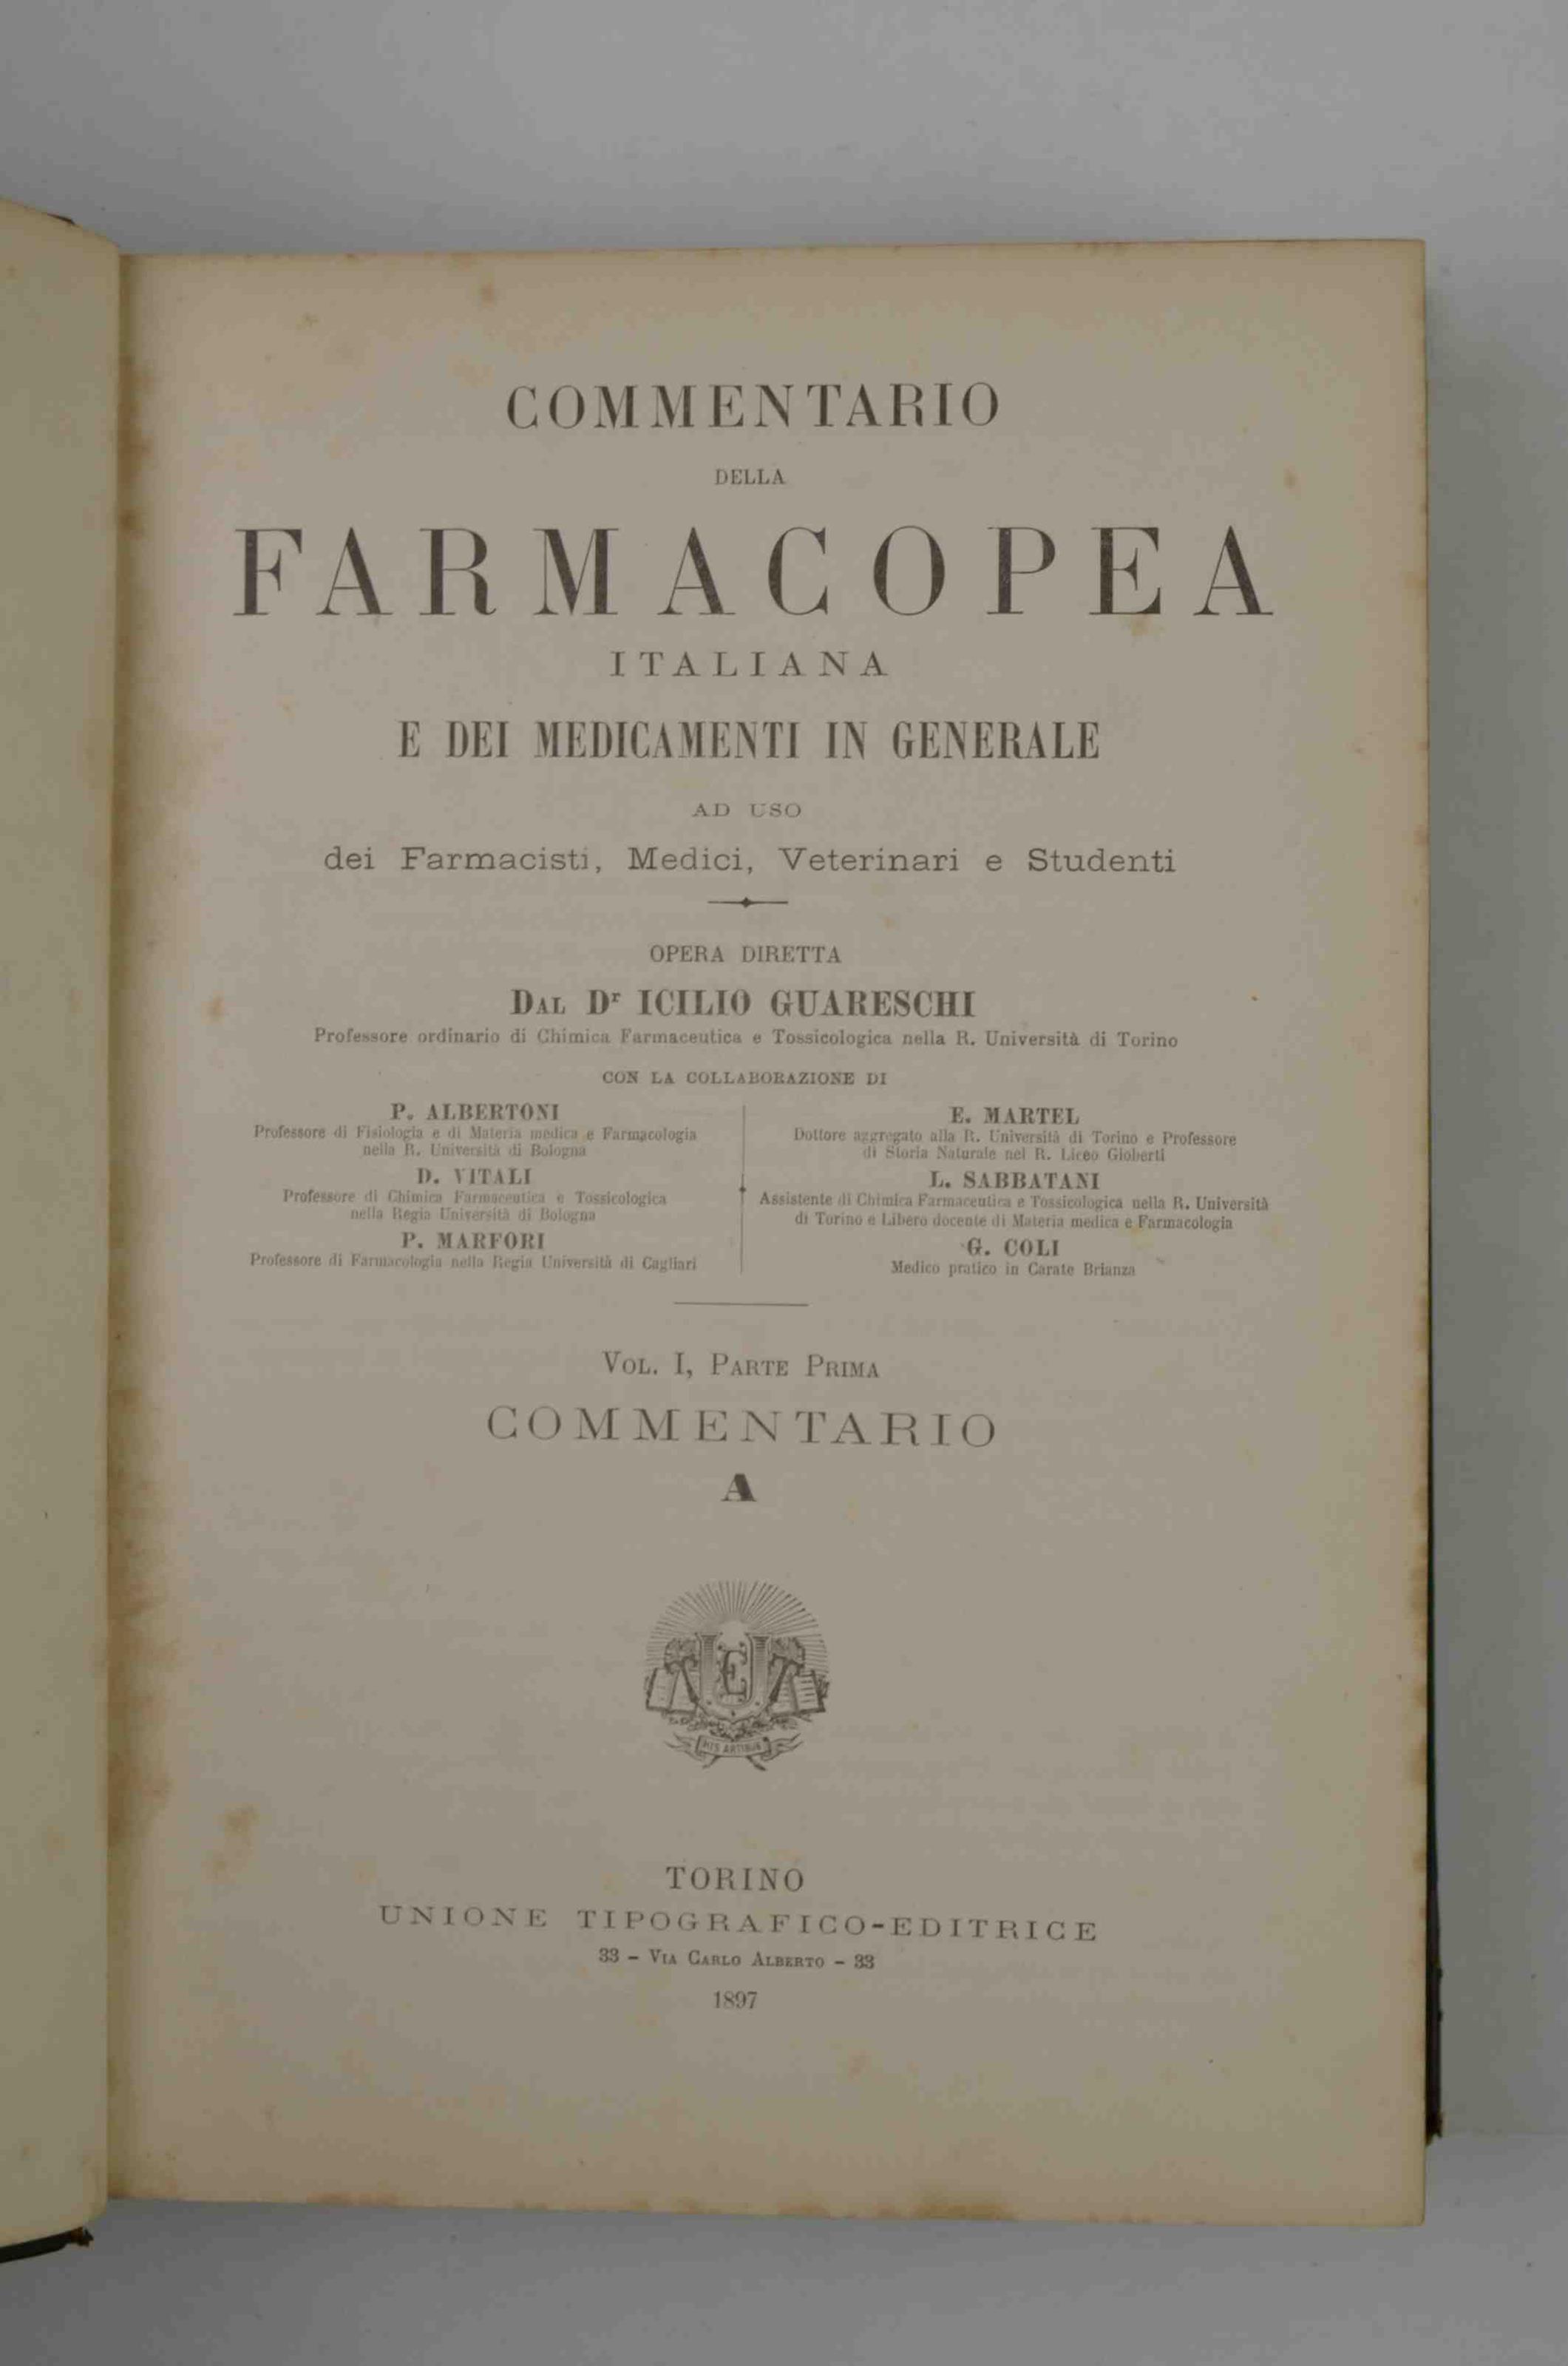 COMMENTARIO
DELLA
FARMACOPEA
ITALIANA
E DEI MEDICAMENTI IN GENERALE
AD USO
dei Farmacisti, Medici, Veterinari e Studenti
OPERA DIRETTA
DAL Dr ICILIO GUARESCHI
Professore ordinario di Chimica Farmaceutica e Tossicologica nella R. Università di Torino
CON LA COLLABORAZIONE DI
P. ALBERTONI
Professore di Fisiologia e di Materia medica e Farmacologia
nella R. Università di Bologna
D. VITALI
Professore di Chimica Farmaceutica e Tossicologica
nella Regia Università di Bologna
P. MARFORI
Professore di Farmacologia nella Regia Università di Cagliari
E. MARTEL
Dottore aggregato alla R. Università di Torino e Professore
di Storia Naturale nel R. Liceo Gioberti
L. SABBATANI
Assistente di Chimica Farmaceutica e Tossicologica nella R. Università
di Torino e Libero docente di Materia medica e Farmacologia
G. COLI
Medico pratico in Carate Brianza
VOL. I, PARTE PRIMA
COMMENTARIO
A
HIS ARTIBUS
TORINO
UNIONE TIPOGRAFICO-EDITRICE
33 – VIA CARLO ALBERTO – 33
1897